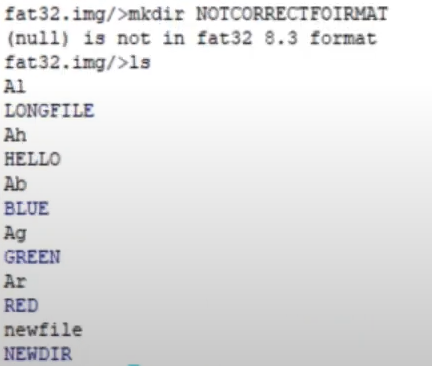 fat32.img/>mkdir NOTCORRECTFOIRMAT
(null) is not in fat32 8.3 format
fat32.img/>ls
Al
LONGFILE
Ah
HELLO
Ab
BLUE
Ag
GREEN
Ar
RED
newfile
NEWDIR